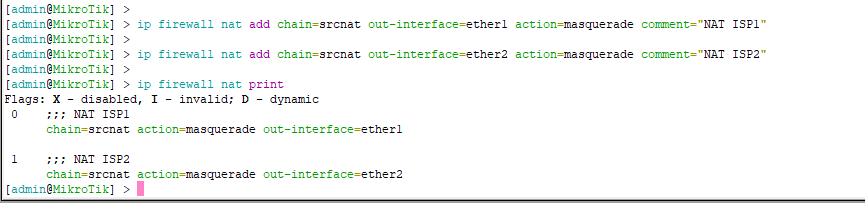 [admin@MikroTik] >
[admin@MikroTik] > ip firewall nat add chain=srcnat out-interface=ether1 action=masquerade comment="NAT ISP1"
[admin@MikroTik] >
[admin@MikroTik] > ip firewall nat add chain=srcnat out-interface=ether2 action=masquerade comment="NAT ISP2"
[admin@MikroTik] >
[admin@MikroTik] > ip firewall nat print
Flags: X - disabled, I - invalid; D - dynamic
0 ;;; NAT ISP1
chain=srcnat action=masquerade out-interface=ether1
1 ;;; NAT ISP2
chain=srcnat action=masquerade out-interface=ether2
[admin@MikroTik] >